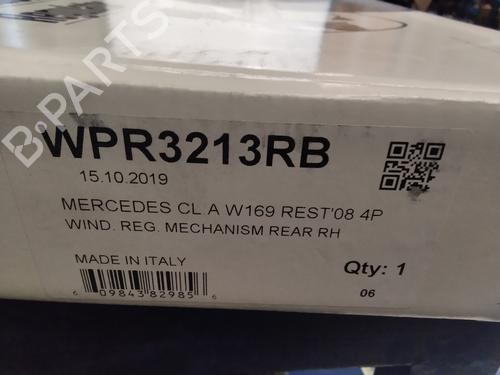 WPR3213RB
15.10.2019
MERCEDES CL A W169 REST'08 4P
WIND. REG. MECHANISM REAR RH
MADE IN ITALY
Qty: 1
6 09843 82985 6
06
B-PARTS